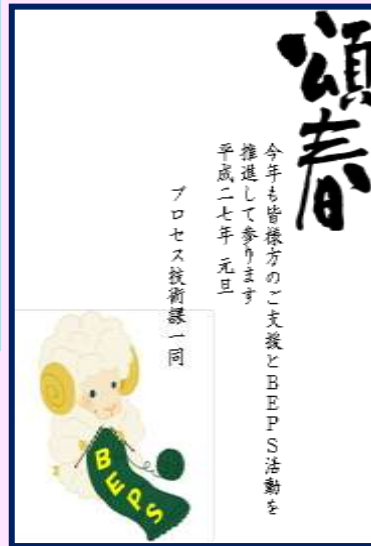 頌春
今年も皆様方のご支援とBEPS活動を
推進して参ります
平成二七年 元旦
プロセス技術課一同
BEPS